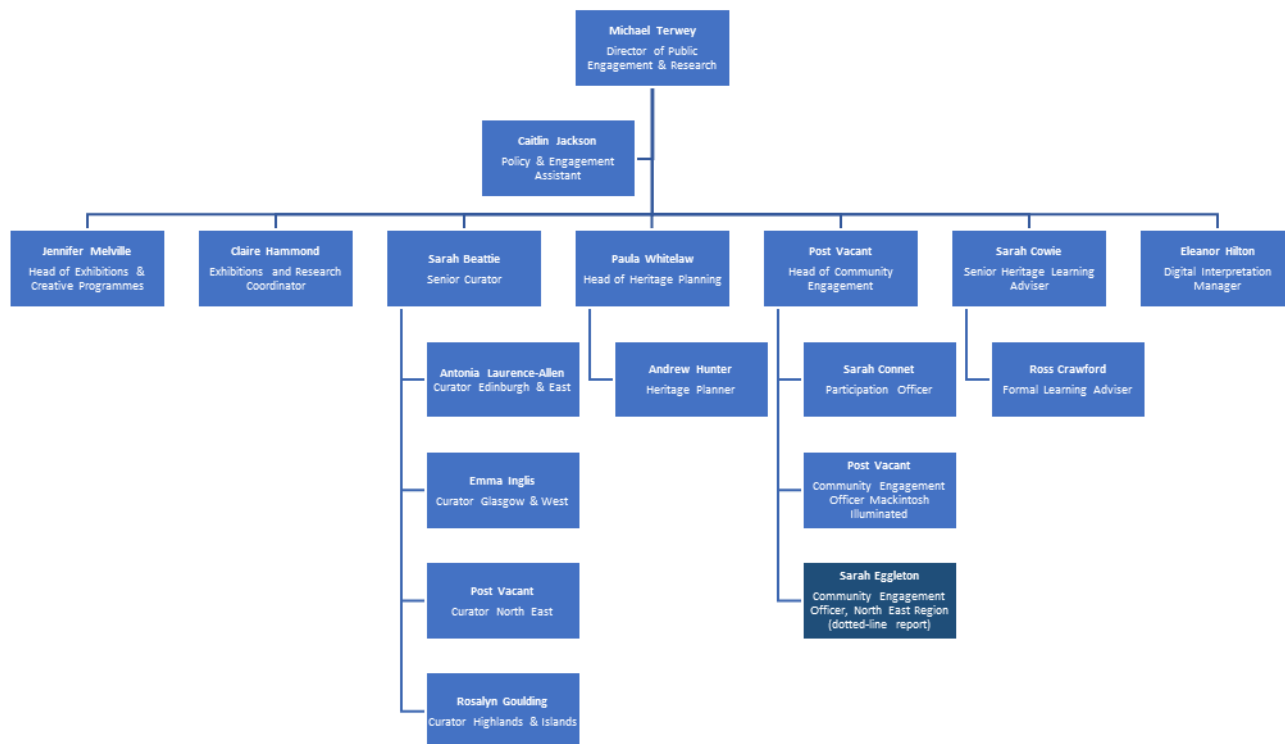 Michael Terwey
Director of Public
Engagement & Research
Caitlin Jackson
Policy & Engagement
Assistant
Jennifer Melville
Head of Exhibitions &
Creative Programmes
Claire Hammond
Exhibitions and Research
Coordinator
Sarah Beattie
Senior Curator
Paula Whitelaw
Head of Heritage Planning
Post Vacant
Head of Community
Engagement
Sarah Cowie
Senior Heritage Learning
Adviser
Eleanor Hilton
Digital Interpretation
Manager
Antonia Laurence-Allen
Curator Edinburgh & East
Andrew Hunter
Heritage Planner
Sarah Connet
Participation Officer
Ross Crawford
Formal Learning Adviser
Emma Inglis
Curator Glasgow & West
Post Vacant
Community Engagement
Officer Mackintosh
Illuminated
Post Vacant
Curator North East
Sarah Eggleton
Community Engagement
Officer, North East Region
(dotted-line report)
Rosalyn Goulding
Curator Highlands & Islands